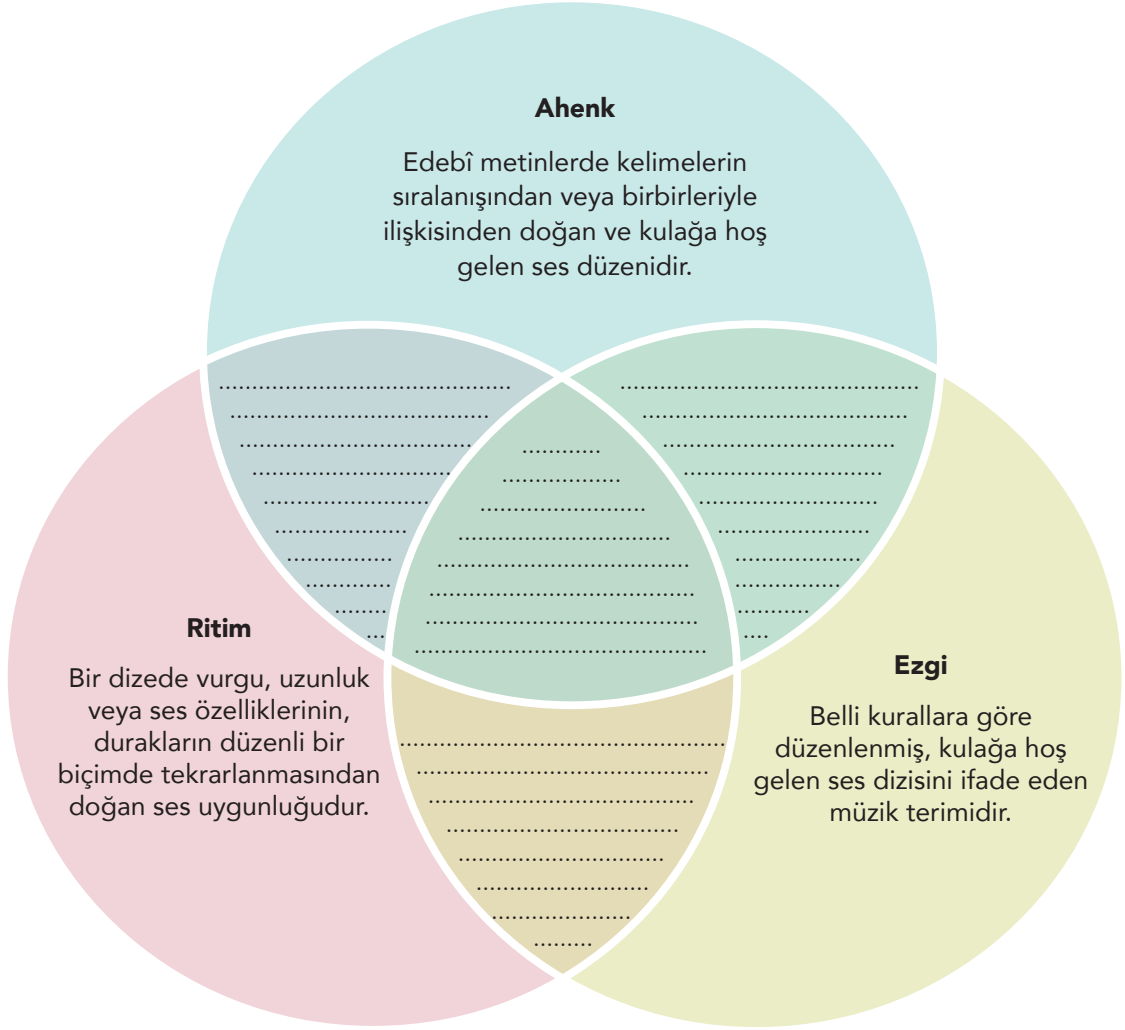 Ahenk
Edebî metinlerde kelimelerin
sıralanışından veya birbirleriyle
ilişkisinden doğan ve kulağa hoş
gelen ses düzenidir.
Ritim
Bir dizede vurgu, uzunluk
veya ses özelliklerinin,
durakların düzenli bir
biçimde tekrarlanmasından
doğan ses uygunluğudur.
Ezgi
Belli kurallara göre
düzenlenmiş, kulağa hoş
gelen ses dizisini ifade eden
müzik terimidir.